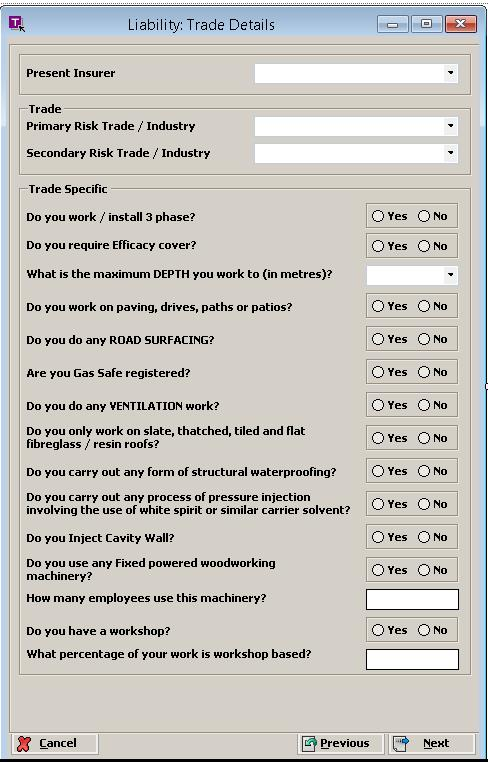 Liability: Trade Details
Present Insurer
Trade
Primary Risk Trade / Industry
Secondary Risk Trade / Industry
Trade Specific
Do you work / install 3 phase? Yes No
Do you require Efficacy cover? Yes No
What is the maximum DEPTH you work to (in metres)?
Do you work on paving, drives, paths or patios? Yes No
Do you do any ROAD SURFACING? Yes No
Are you Gas Safe registered? Yes No
Do you do any VENTILATION work? Yes No
Do you only work on slate, thatched, tiled and flat
fibreglass / resin roofs? Yes No
Do you carry out any form of structural waterproofing? Yes No
Do you carry out any process of pressure injection
involving the use of white spirit or similar carrier solvent? Yes No
Do you Inject Cavity Wall? Yes No
Do you use any Fixed powered woodworking
machinery? Yes No
How many employees use this machinery?
Do you have a workshop? Yes No
What percentage of your work is workshop based?
Cancel Previous Next